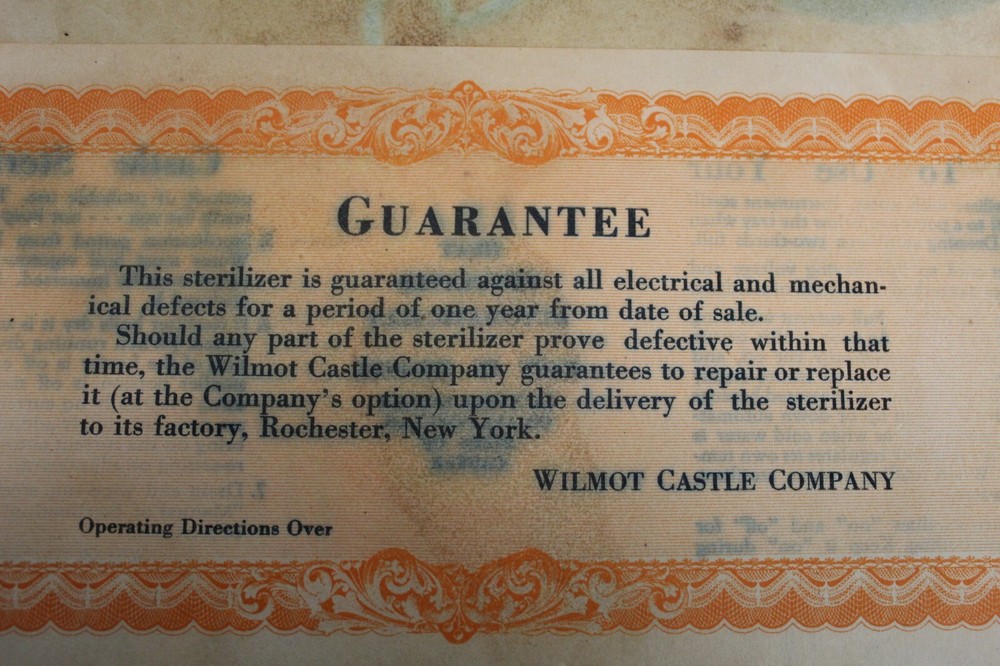 GUARANTEE
This sterilizer is guaranteed against all electrical and mechan-
ical defects for a period of one year from date of sale.
Should any part of the sterilizer prove defective within that
time, the Wilmot Castle Company guarantees to repair or replace
it (at the Company's option) upon the delivery of the sterilizer
to its factory, Rochester, New York.
WILMOT CASTLE COMPANY
Operating Directions Over